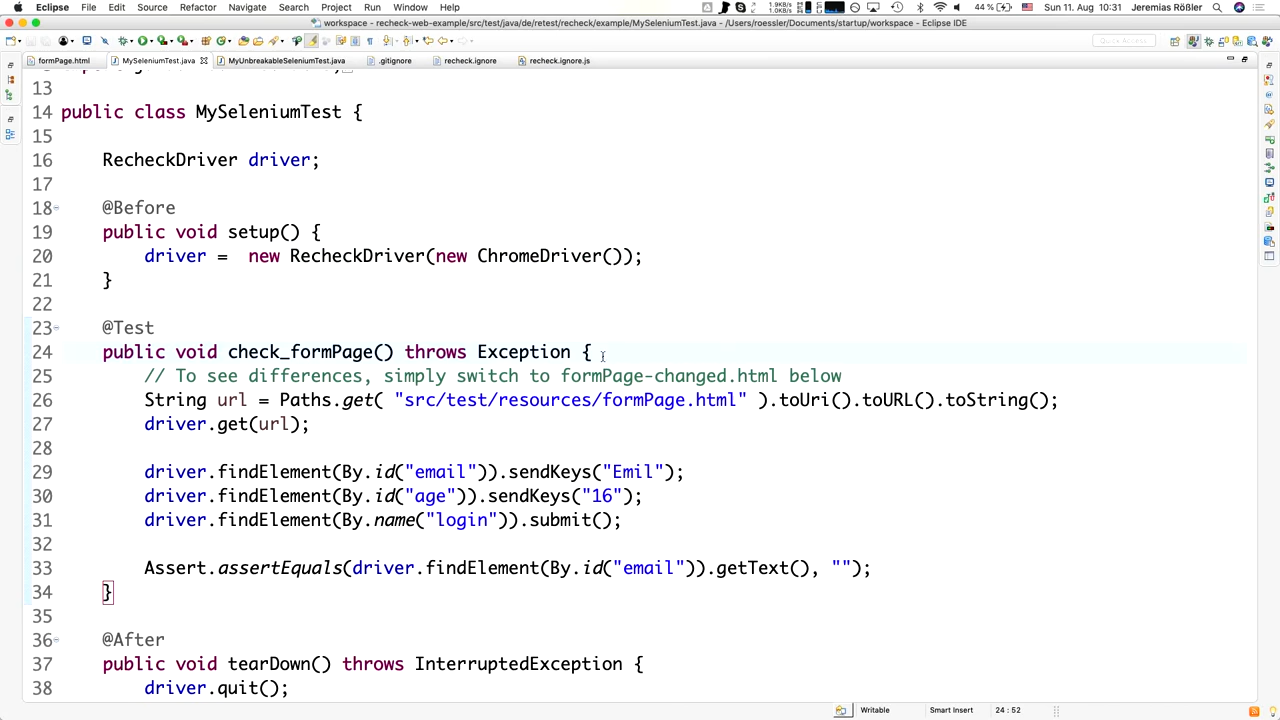 Eclipse File Edit Source Refactor Navigate Search Project Run Window Help 1.9KB/s 1.0KB/s 44 % Sun 11. Aug 10:31 Jeremias Rößler
workspace - recheck-web-example/src/test/java/de/retest/recheck/example/MySeleniumTest.java - /Users/roessler/Documents/startup/workspace - Eclipse IDE
Quick Access
formPage.html MySeleniumTest.java MyUnbreakableSeleniumTest.java .gitignore recheck.ignore recheck.ignore.js
13
14 public class MySeleniumTest {
15
16 RecheckDriver driver;
17
18 @Before
19 public void setup() {
20 driver =  new RecheckDriver(new ChromeDriver());
21 }
22
23 @Test
24 public void check_formPage() throws Exception {
25 // To see differences, simply switch to formPage-changed.html below
26 String url = Paths.get( "src/test/resources/formPage.html" ).toUri().toURL().toString();
27 driver.get(url);
28
29 driver.findElement(By.id("email")).sendKeys("Emil");
30 driver.findElement(By.id("age")).sendKeys("16");
31 driver.findElement(By.name("login")).submit();
32
33 Assert.assertEquals(driver.findElement(By.id("email")).getText(), "");
34 }
35
36 @After
37 public void tearDown() throws InterruptedException {
38 driver.quit();
Writable Smart Insert 24 : 52